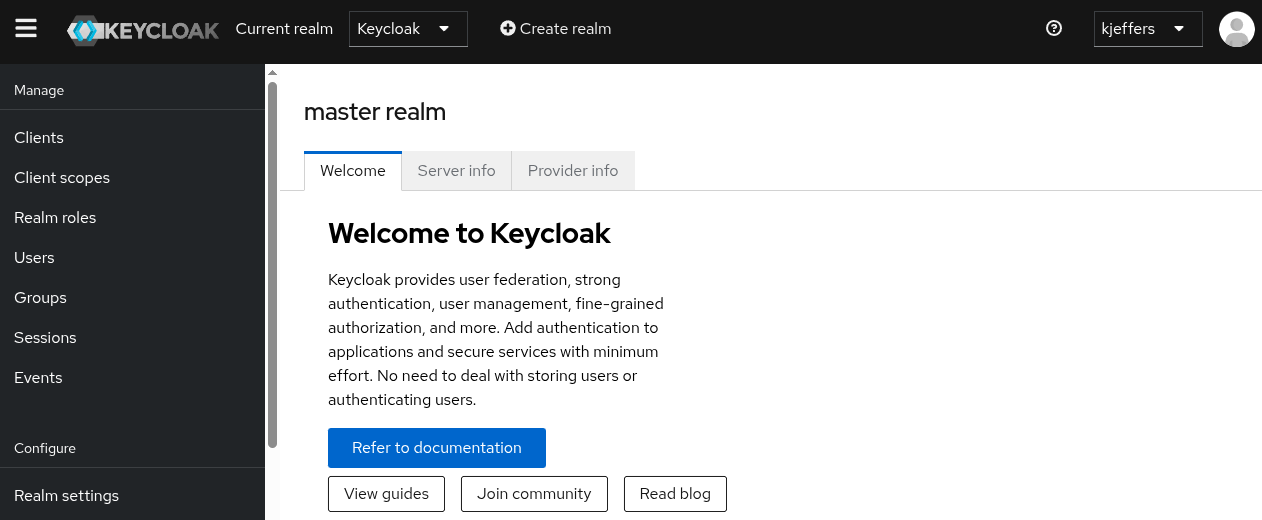 KEYCLOAK Current realm Keycloak Create realm kjeffers
Manage
Clients
Client scopes
Realm roles
Users
Groups
Sessions
Events
Configure
Realm settings
master realm
Welcome Server info Provider info
Welcome to Keycloak
Keycloak provides user federation, strong
authentication, user management, fine-grained
authorization, and more. Add authentication to
applications and secure services with minimum
effort. No need to deal with storing users or
authenticating users.
Refer to documentation
View guides Join community Read blog